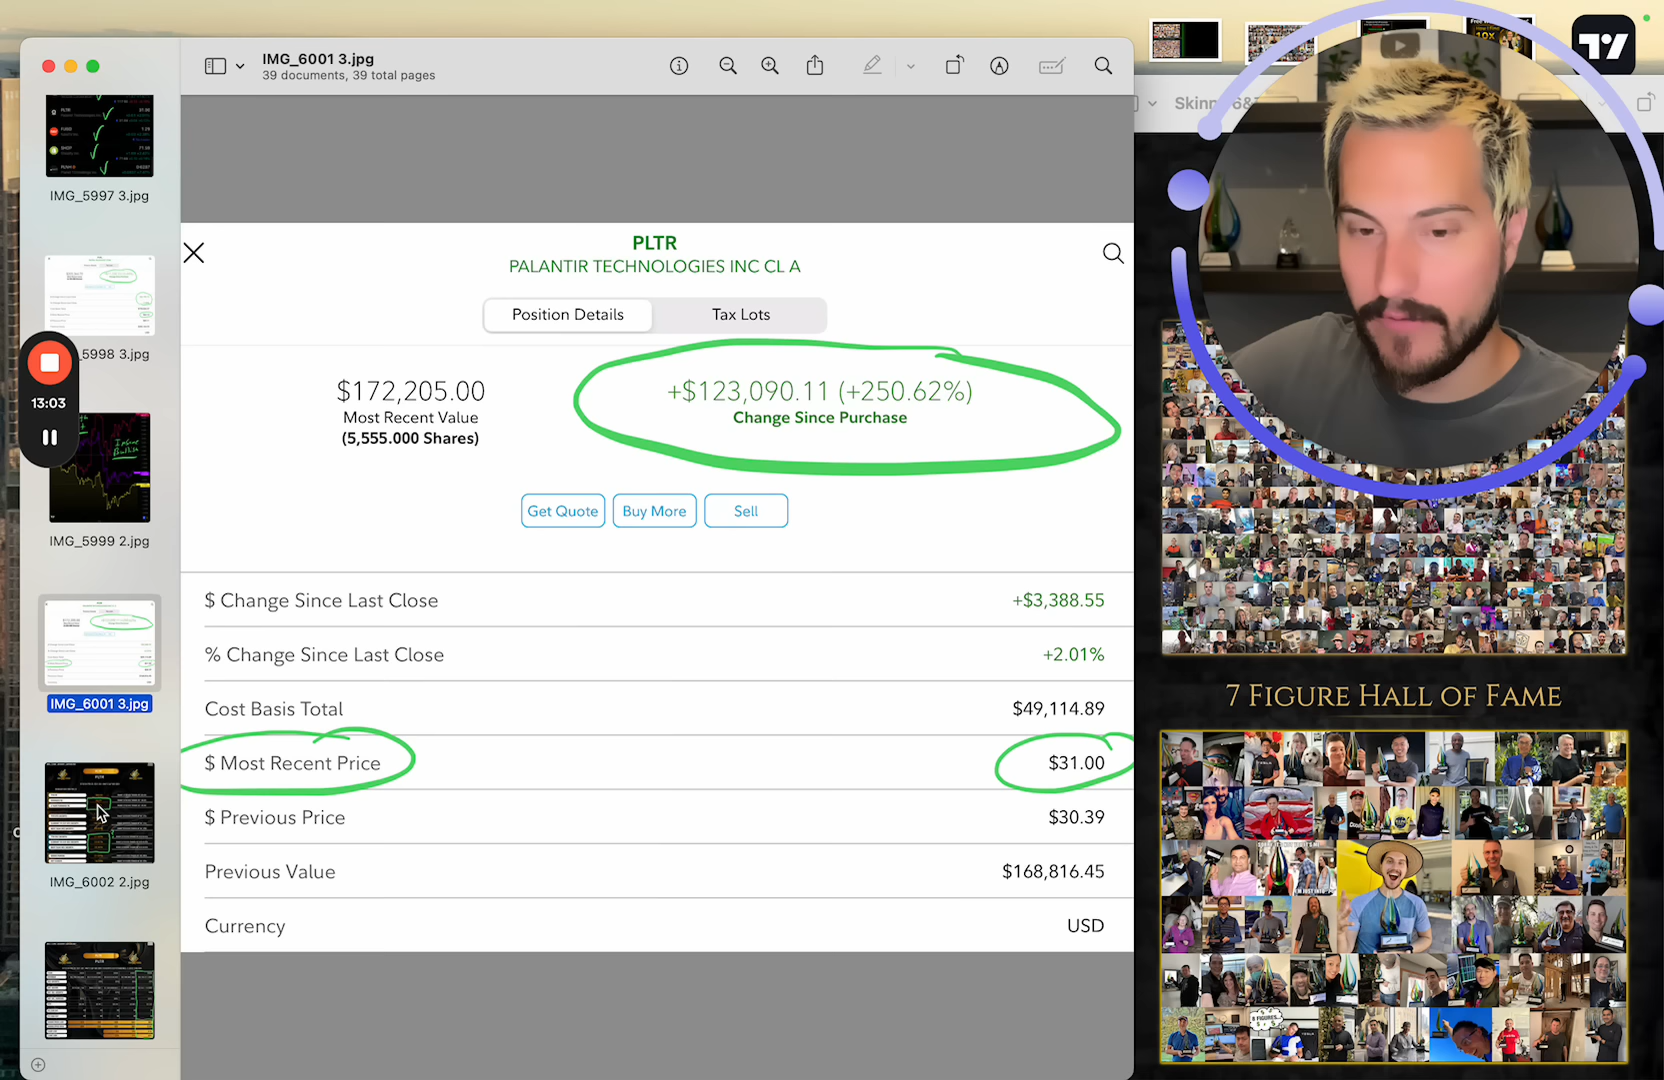 IMG_6001 3.jpg
39 documents, 39 total pages
IMG_5997 3.jpg
5998 3.jpg
13:03
IMG_5999 2.jpg
IMG_6001 3.jpg
IMG_6002 2.jpg
PLTR
PALANTIR TECHNOLOGIES INC CL A
Position Details
Tax Lots
$172,205.00
Most Recent Value
(5,555.000 Shares)
+$123,090.11 (+250.62%)
Change Since Purchase
Get Quote
Buy More
Sell
$ Change Since Last Close
+$3,388.55
% Change Since Last Close
+2.01%
Cost Basis Total
$49,114.89
$ Most Recent Price
$31.00
$ Previous Price
$30.39
Previous Value
$168,816.45
Currency
USD
7 FIGURE HALL OF FAME